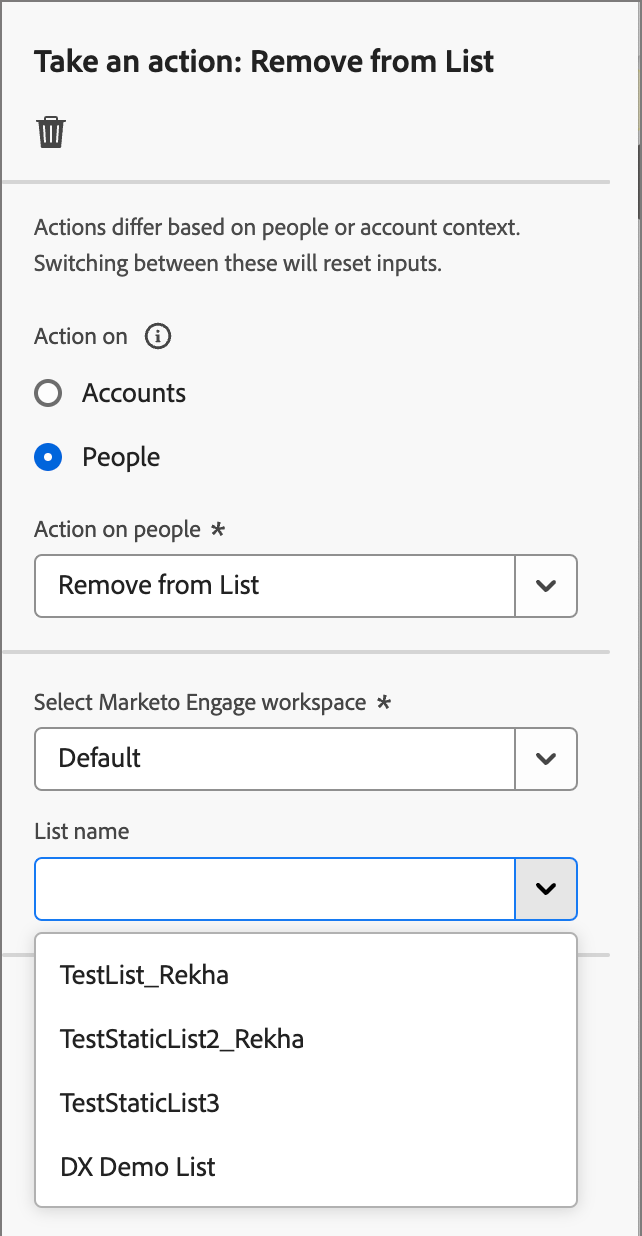 Take an action: Remove from List
Actions differ based on people or account context.
Switching between these will reset inputs.
Action on
Accounts
People
Action on people *
Remove from List
Select Marketo Engage workspace *
Default
List name
TestList_Rekha
TestStaticList2_Rekha
TestStaticList3
DX Demo List